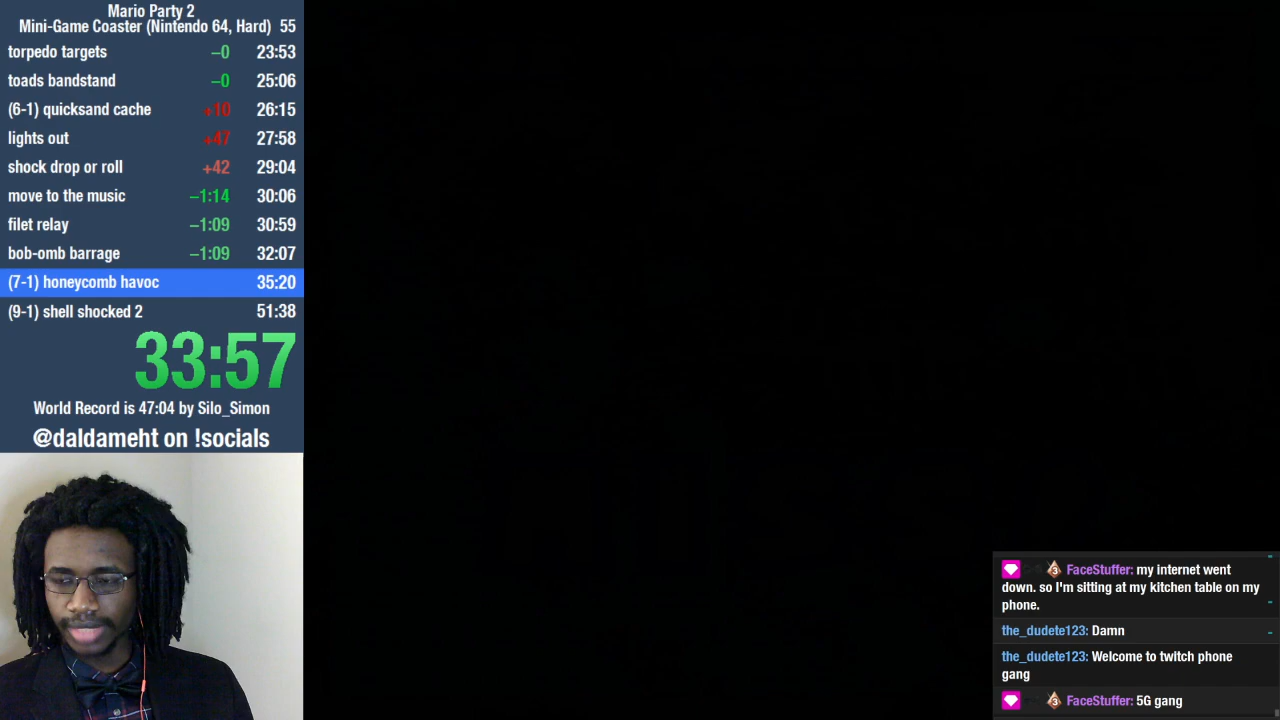 Mario Party 2
Mini-Game Coaster (Nintendo 64, Hard) 55
torpedo targets −0 23:53
toads bandstand −0 25:06
(6-1) quicksand cache +10 26:15
lights out +47 27:58
shock drop or roll +42 29:04
move to the music −1:14 30:06
filet relay −1:09 30:59
bob-omb barrage −1:09 32:07
(7-1) honeycomb havoc 35:20
(9-1) shell shocked 2 51:38
33:57
World Record is 47:04 by Silo_Simon
@daldameht on !socials
3 FaceStuffer: my internet went
down. so I'm sitting at my kitchen table on my
phone.
the_dudete123: Damn
the_dudete123: Welcome to twitch phone
gang
3 FaceStuffer: 5G gang